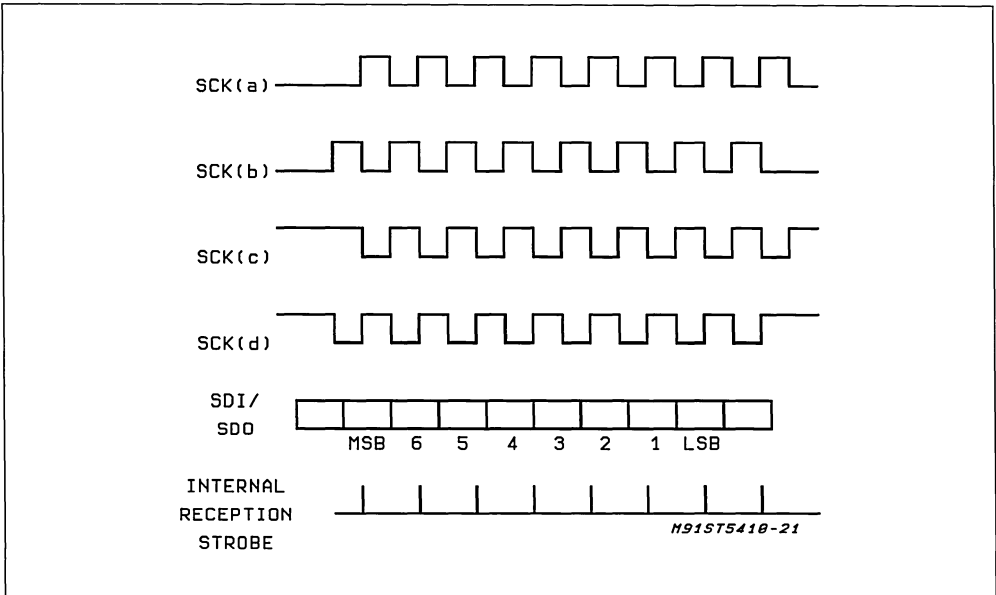 SCK(a)
SCK(b)
SCK(c)
SCK(d)
SDI/
SDO
MSB 6 5 4 3 2 1 LSB
INTERNAL
RECEPTION
STROBE
M91ST5410-21